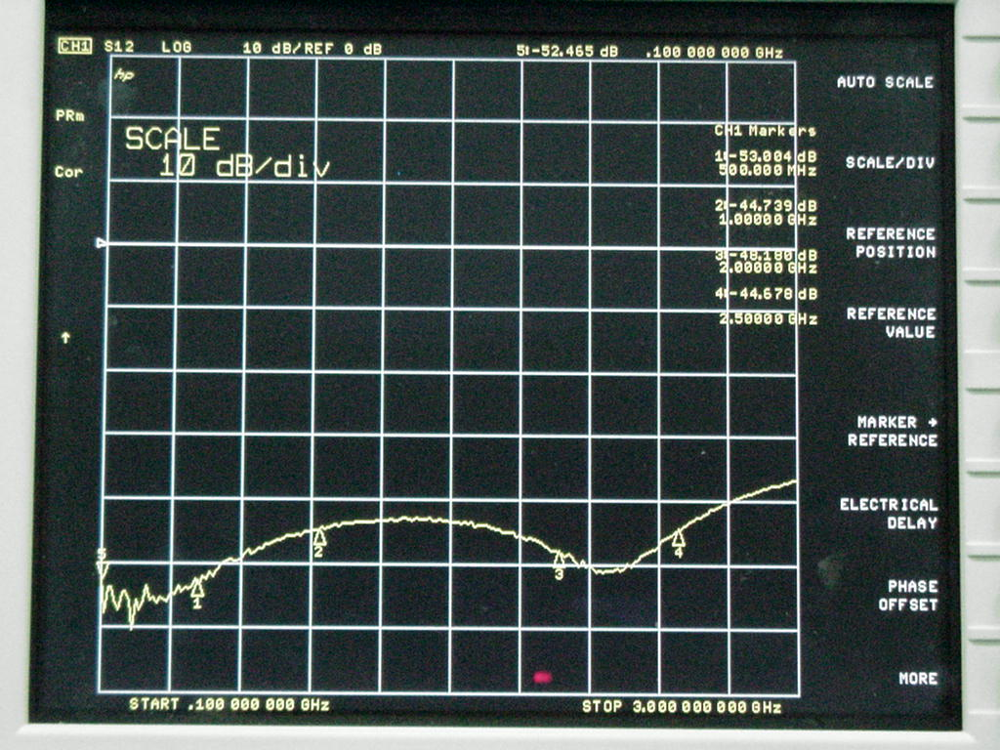 CH1 S12 LOG 10 dB/REF 0 dB 5:-52.465 dB .100 000 000 GHz
hp
AUTO SCALE
PRm
CH1 Markers
SCALE
10 dB/div
1:-53.004 dB
500.000 MHz
SCALE/DIV
Cor
2:-44.739 dB
1.00000 GHz
REFERENCE
POSITION
3:-48.180 dB
2.00000 GHz
4:-44.678 dB
2.50000 GHz
REFERENCE
VALUE
↑
MARKER →
REFERENCE
ELECTRICAL
DELAY
5
2
4
3
1
PHASE
OFFSET
MORE
START .100 000 000 GHz STOP 3.000 000 000 GHz